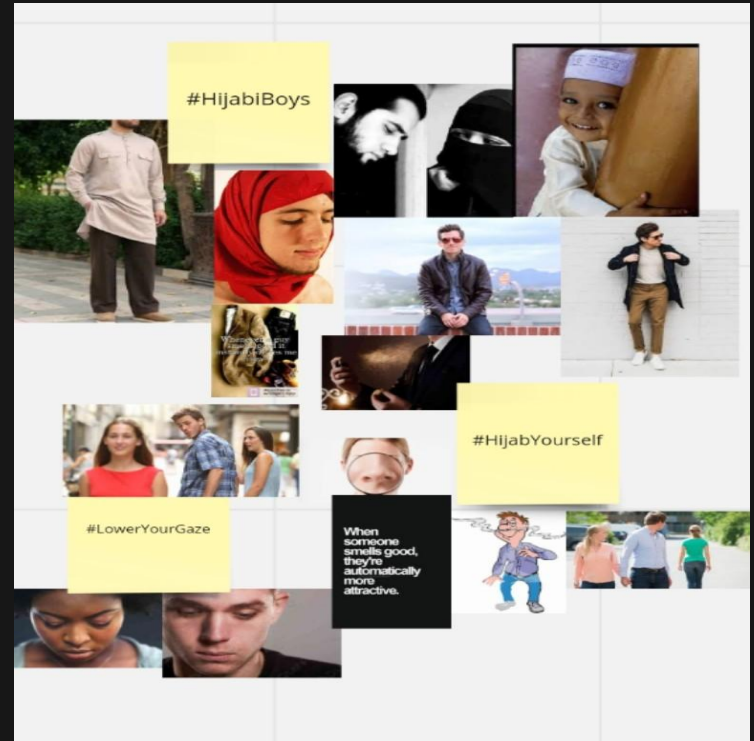 #HijabiBoys
#HijabYourself
#LowerYourGaze
When
someone
smells good,
they're
automatically
more
attractive.